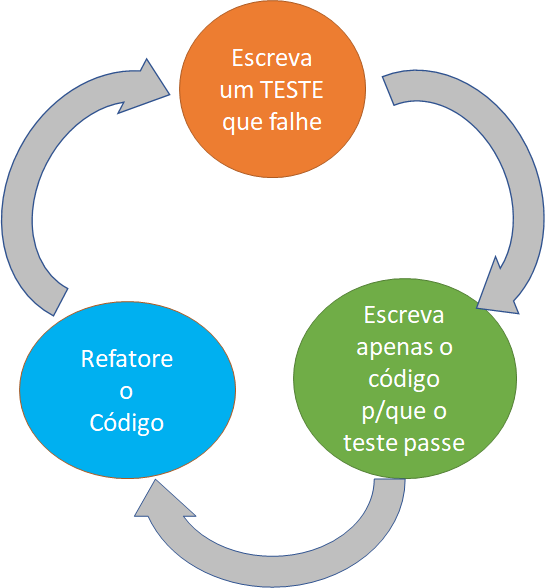 Escreva
um TESTE
que falhe
Escreva
apenas o
código
p/que o
teste passe
Refatore
o
Código